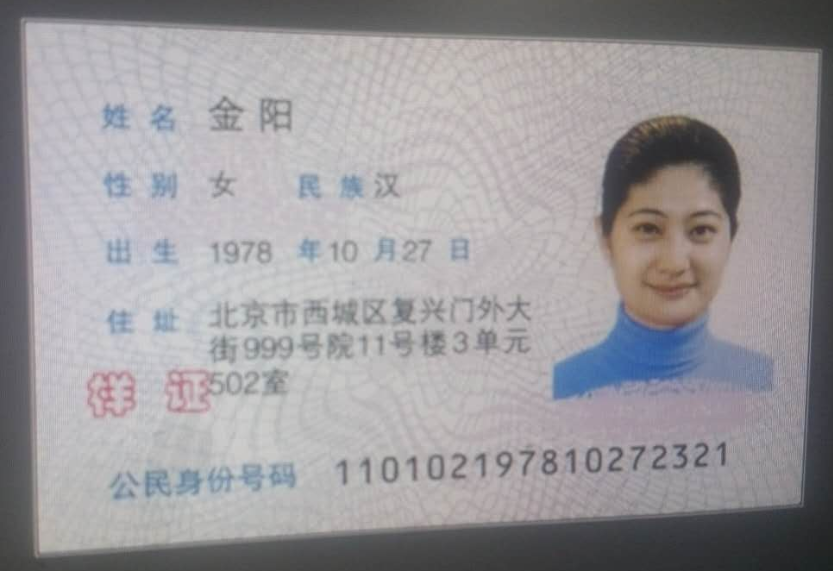 姓名 金阳
性别 女 民族 汉
出生 1978 年 10 月 27 日
住址 北京市西城区复兴门外大
街999号院11号楼3单元
502室
样 证
公民身份号码 110102197810272321